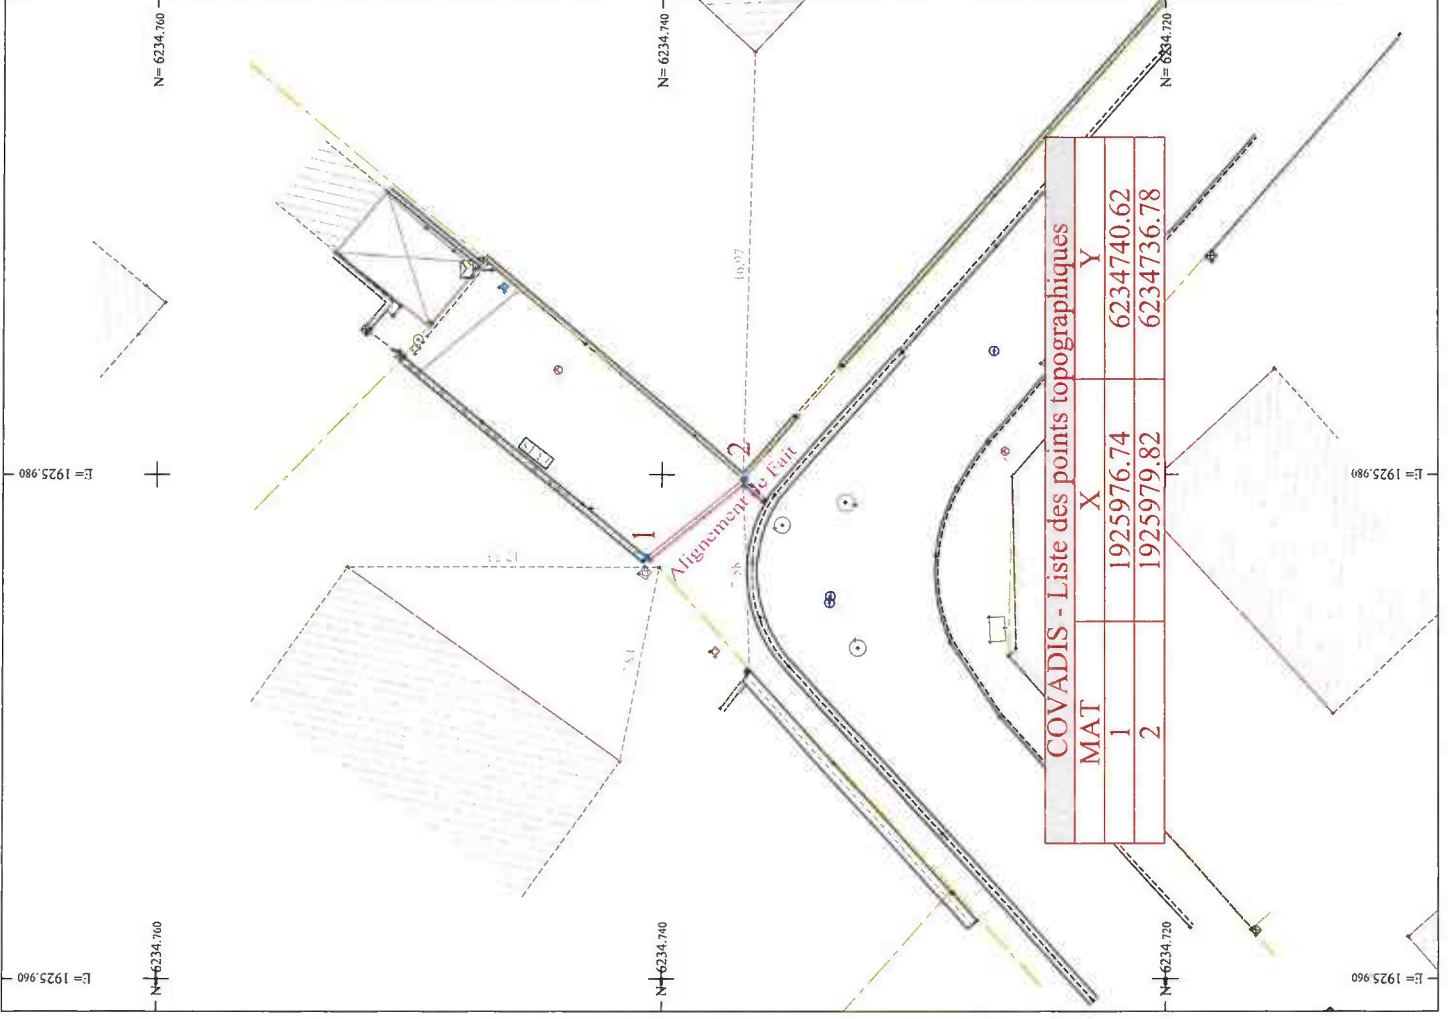 N= 6234.760
N= 6234.740
N= 6234.720
E= 1925.980
E= 1925.980
16.97
2
1
Alignement de Fait
COVADIS - Liste des points topographiques
MAT X Y
1 1925976.74 6234740.62
2 1925979.82 6234736.78
E= 1925.960
E= 1925.960
N= 6234.760
N= 6234.740
N= 6234.720